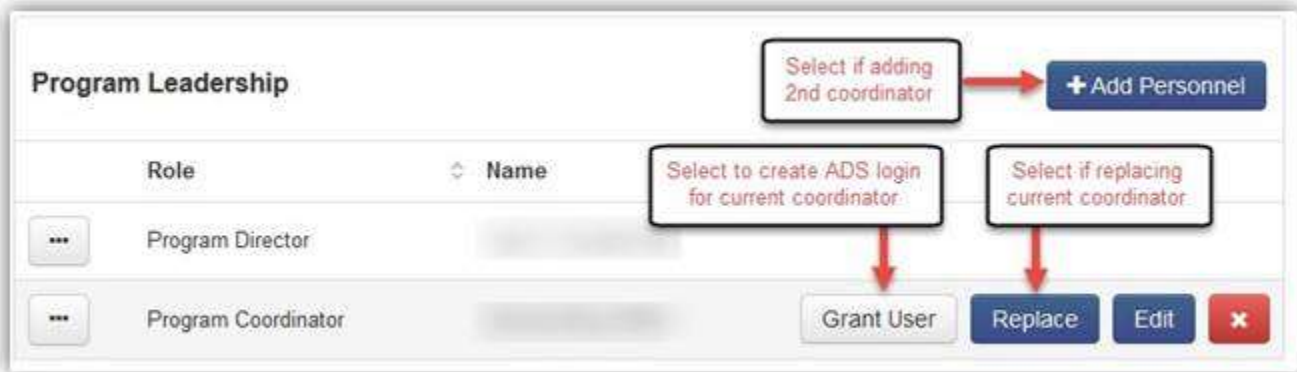 Program Leadership
Select if adding
2nd coordinator
+ Add Personnel
Role
Name
Select to create ADS login
for current coordinator
Select if replacing
current coordinator
Program Director
Program Coordinator
Grant User
Replace
Edit